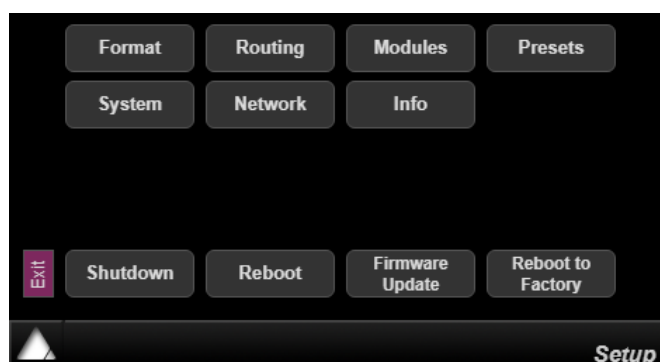 Format
Routing
Modules
Presets
System
Network
Info
Exit
Shutdown
Reboot
Firmware
Update
Reboot to
Factory
Setup